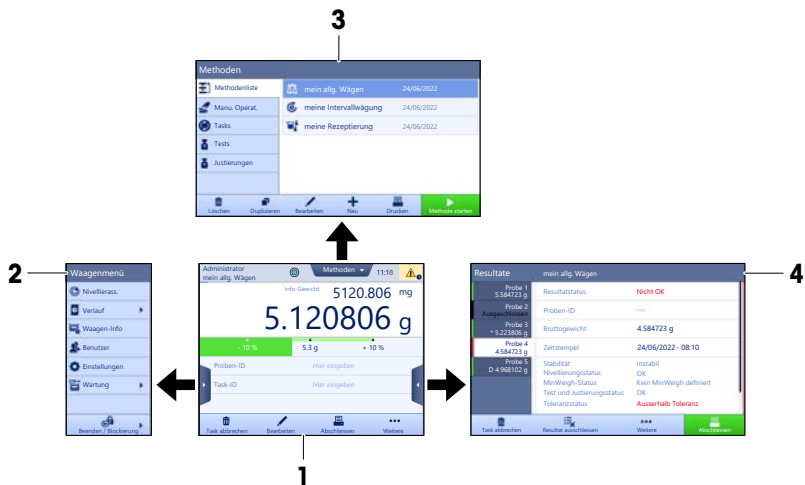 3
Methoden
Methodenliste
Manu. Operat.
Tasks
Tests
Justierungen
mein allg. Wägen 24/06/2022
meine Intervallwägung 24/06/2022
meine Rezeptierung 24/06/2022
Löschen Duplizieren Bearbeiten Neu Drucken Methode starten
2
Waagenmenü
Nivellierass.
Verlauf
Waagen-Info
Benutzer
Einstellungen
Wartung
Beenden / Blockierung
Administrator
mein allg. Wägen
Methoden
11:18
Info-Gewicht 5120.806 mg
5.120806 g
- 10 % 5.3 g + 10 %
Proben-ID Hier eingeben
Task-ID Hier eingeben
Task abbrechen Bearbeiten Abschliessen Weitere
1
4
Resultate mein allg. Wägen
Probe 1
5.584723 g
Probe 2
Ausgeschlossen
Probe 3
* 5.223806 g
Probe 4
4.584723 g
Probe 5
D 4.968102 g
Resultatstatus Nicht OK
Proben-ID
Bruttogewicht 4.584723 g
Zeitstempel 24/06/2022 - 08:10
Stabilität Instabil
Nivellierungsstatus OK
MinWeigh-Status Kein MinWeigh definiert
Test und Justierungsstatus OK
Toleranzstatus Ausserhalb Toleranz
Task abbrechen Resultat ausschliessen Weitere Abschliessen